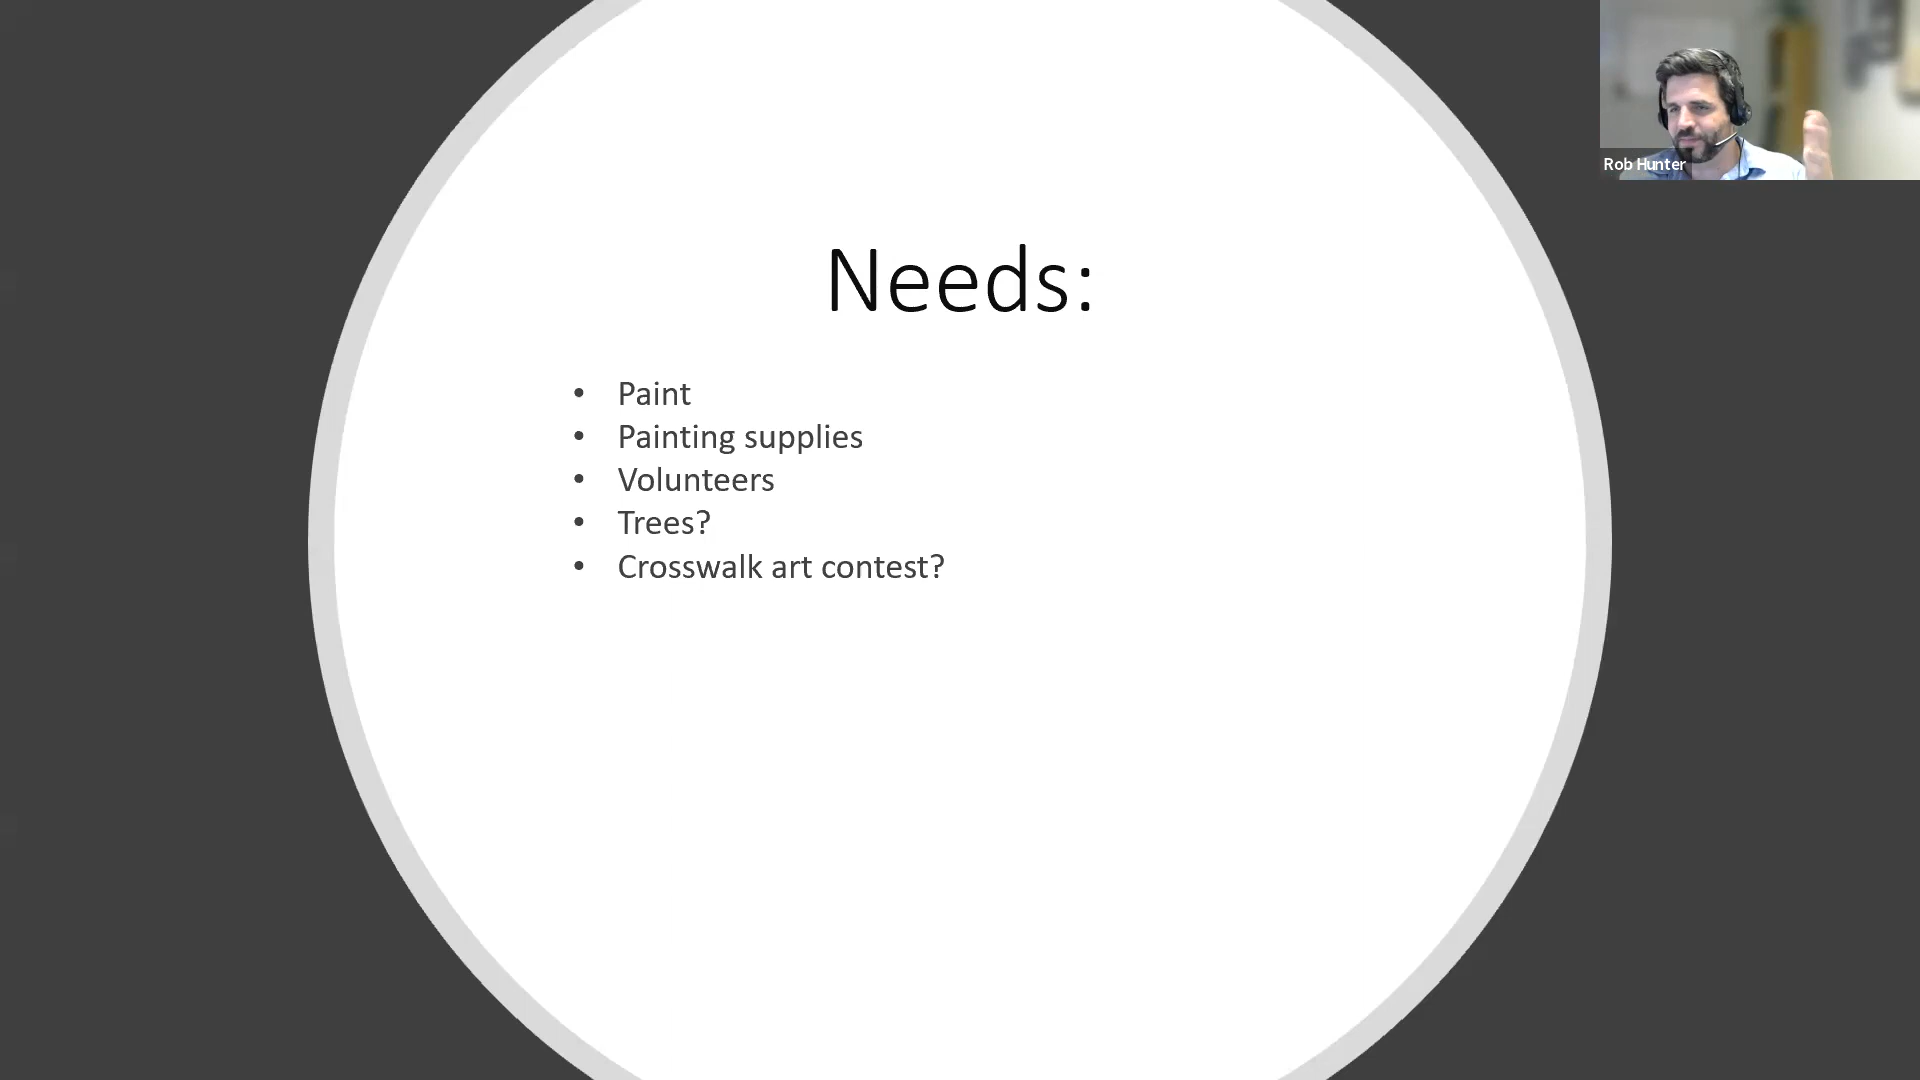 Rob Hunter
Needs:
• Paint
• Painting supplies
• Volunteers
• Trees?
• Crosswalk art contest?